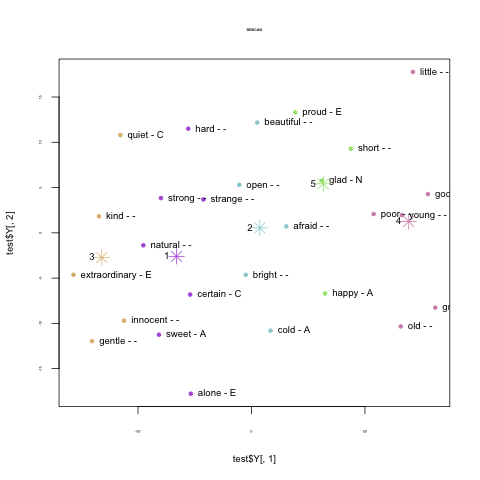 DBSCAN
little - -
proud - E
beautiful - -
quiet - C
hard - -
short - -
open - -
5
glad - N
strong - -
strange - -
goo
kind - -
poor - -
young - -
4
2
afraid - -
natural - -
3
1
extraordinary - E
bright - -
certain - C
happy - A
gr
innocent - -
cold - A
old - -
sweet - A
gentle - -
alone - E
test$Y[, 2]
test$Y[, 1]